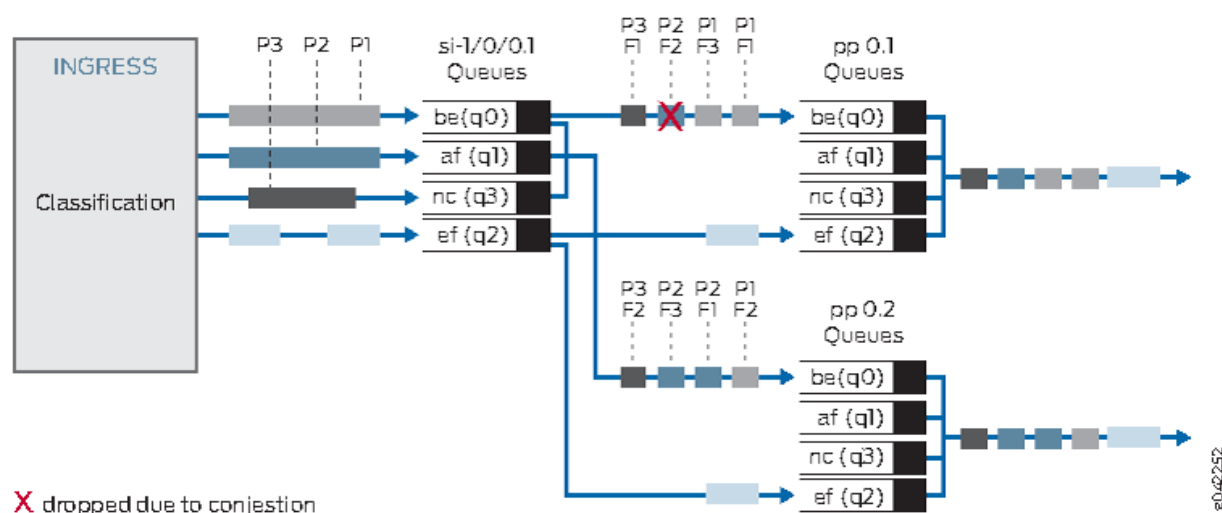 INGRESS
Classification
P3 P2 P1
si-1/0/0.1
Queues
be(q0)
af (q1)
nc (q3)
ef (q2)
P3 P2 P1 P1
F1 F2 F3 F1
X
pp 0.1
Queues
be(q0)
af (q1)
nc (q3)
ef (q2)
P3 P2 P2 P1
F2 F3 F1 F2
pp 0.2
Queues
be(q0)
af (q1)
nc (q3)
ef (q2)
X dropped due to conjestion
g042252